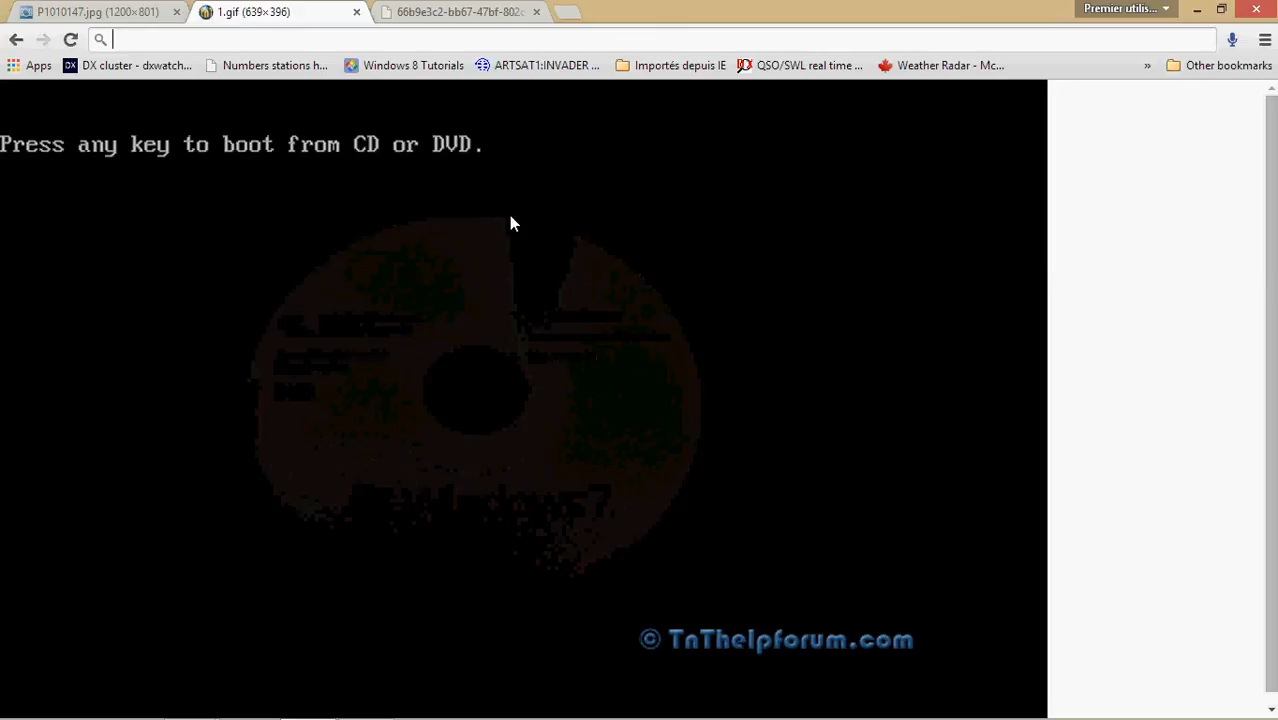 P1010147.jpg (1200×801)
1.gif (639×396)
66b9e3c2-bb67-47bf-802c
Premier utilis...
Apps
DX cluster - dxwatch...
Numbers stations h...
Windows 8 Tutorials
ARTSAT1:INVADER ...
Importés depuis IE
QSO/SWL real time ...
Weather Radar - Mc...
»
Other bookmarks
Press any key to boot from CD or DVD.
© TnThelpforum.com